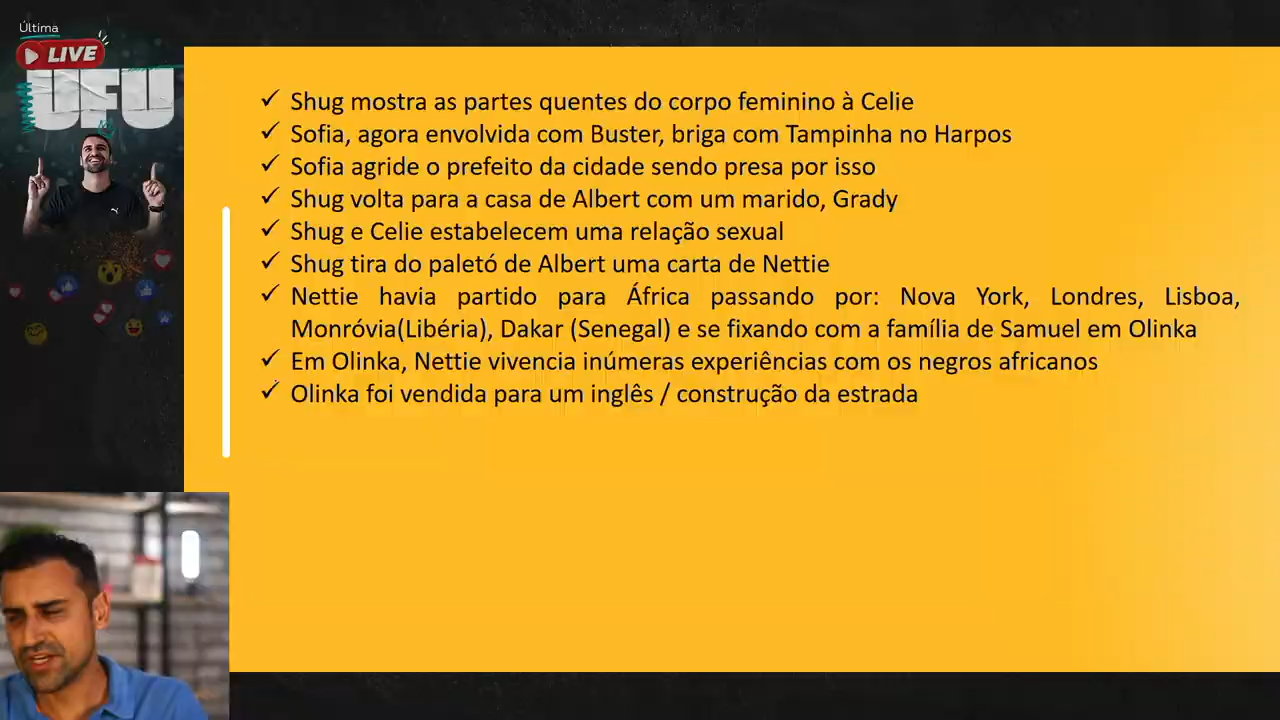 Última
LIVE
UFU
✓ Shug mostra as partes quentes do corpo feminino à Celie
✓ Sofia, agora envolvida com Buster, briga com Tampinha no Harpos
✓ Sofia agride o prefeito da cidade sendo presa por isso
✓ Shug volta para a casa de Albert com um marido, Grady
✓ Shug e Celie estabelecem uma relação sexual
✓ Shug tira do paletó de Albert uma carta de Nettie
✓ Nettie havia partido para África passando por: Nova York, Londres, Lisboa,
Monróvia(Libéria), Dakar (Senegal) e se fixando com a família de Samuel em Olinka
✓ Em Olinka, Nettie vivencia inúmeras experiências com os negros africanos
✓ Olinka foi vendida para um inglês / construção da estrada